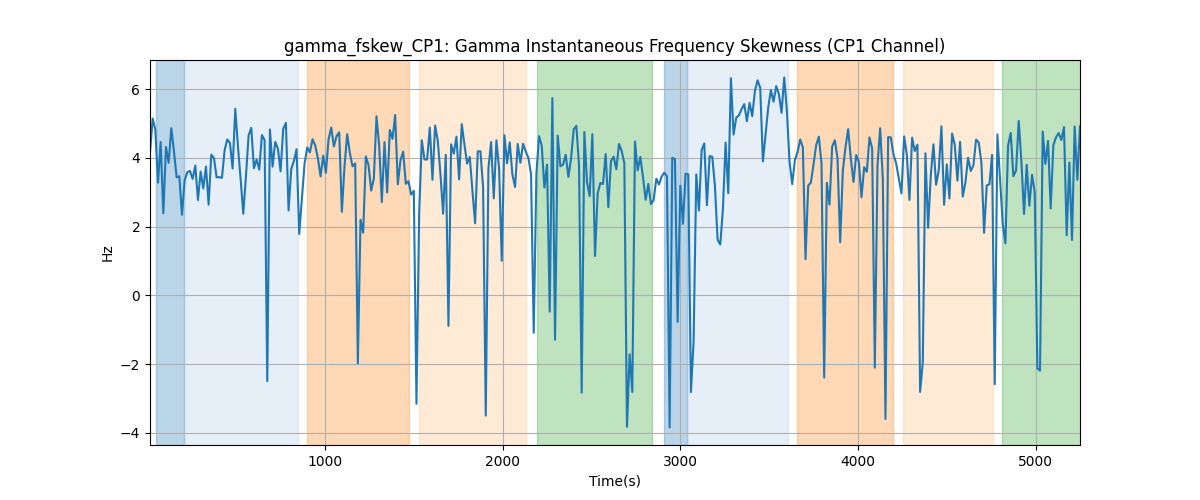 gamma_fskew_CP1: Gamma Instantaneous Frequency Skewness (CP1 Channel)
6
4
2
0
−2
−4
Hz
1000 2000 3000 4000 5000
Time(s)